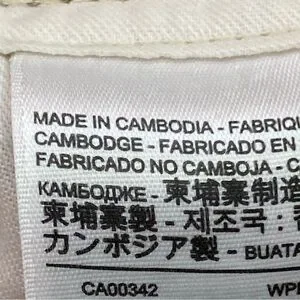 MADE IN CAMBODIA - FABRIQU
CAMBODGE - FABRICADO EN
FABRICADO NO CAMBOJA - C
КАМБОДЖЕ - 柬埔寨制造
柬埔寨製 - 제조국 :
カンボジア製 - BUATA
CA00342 WP